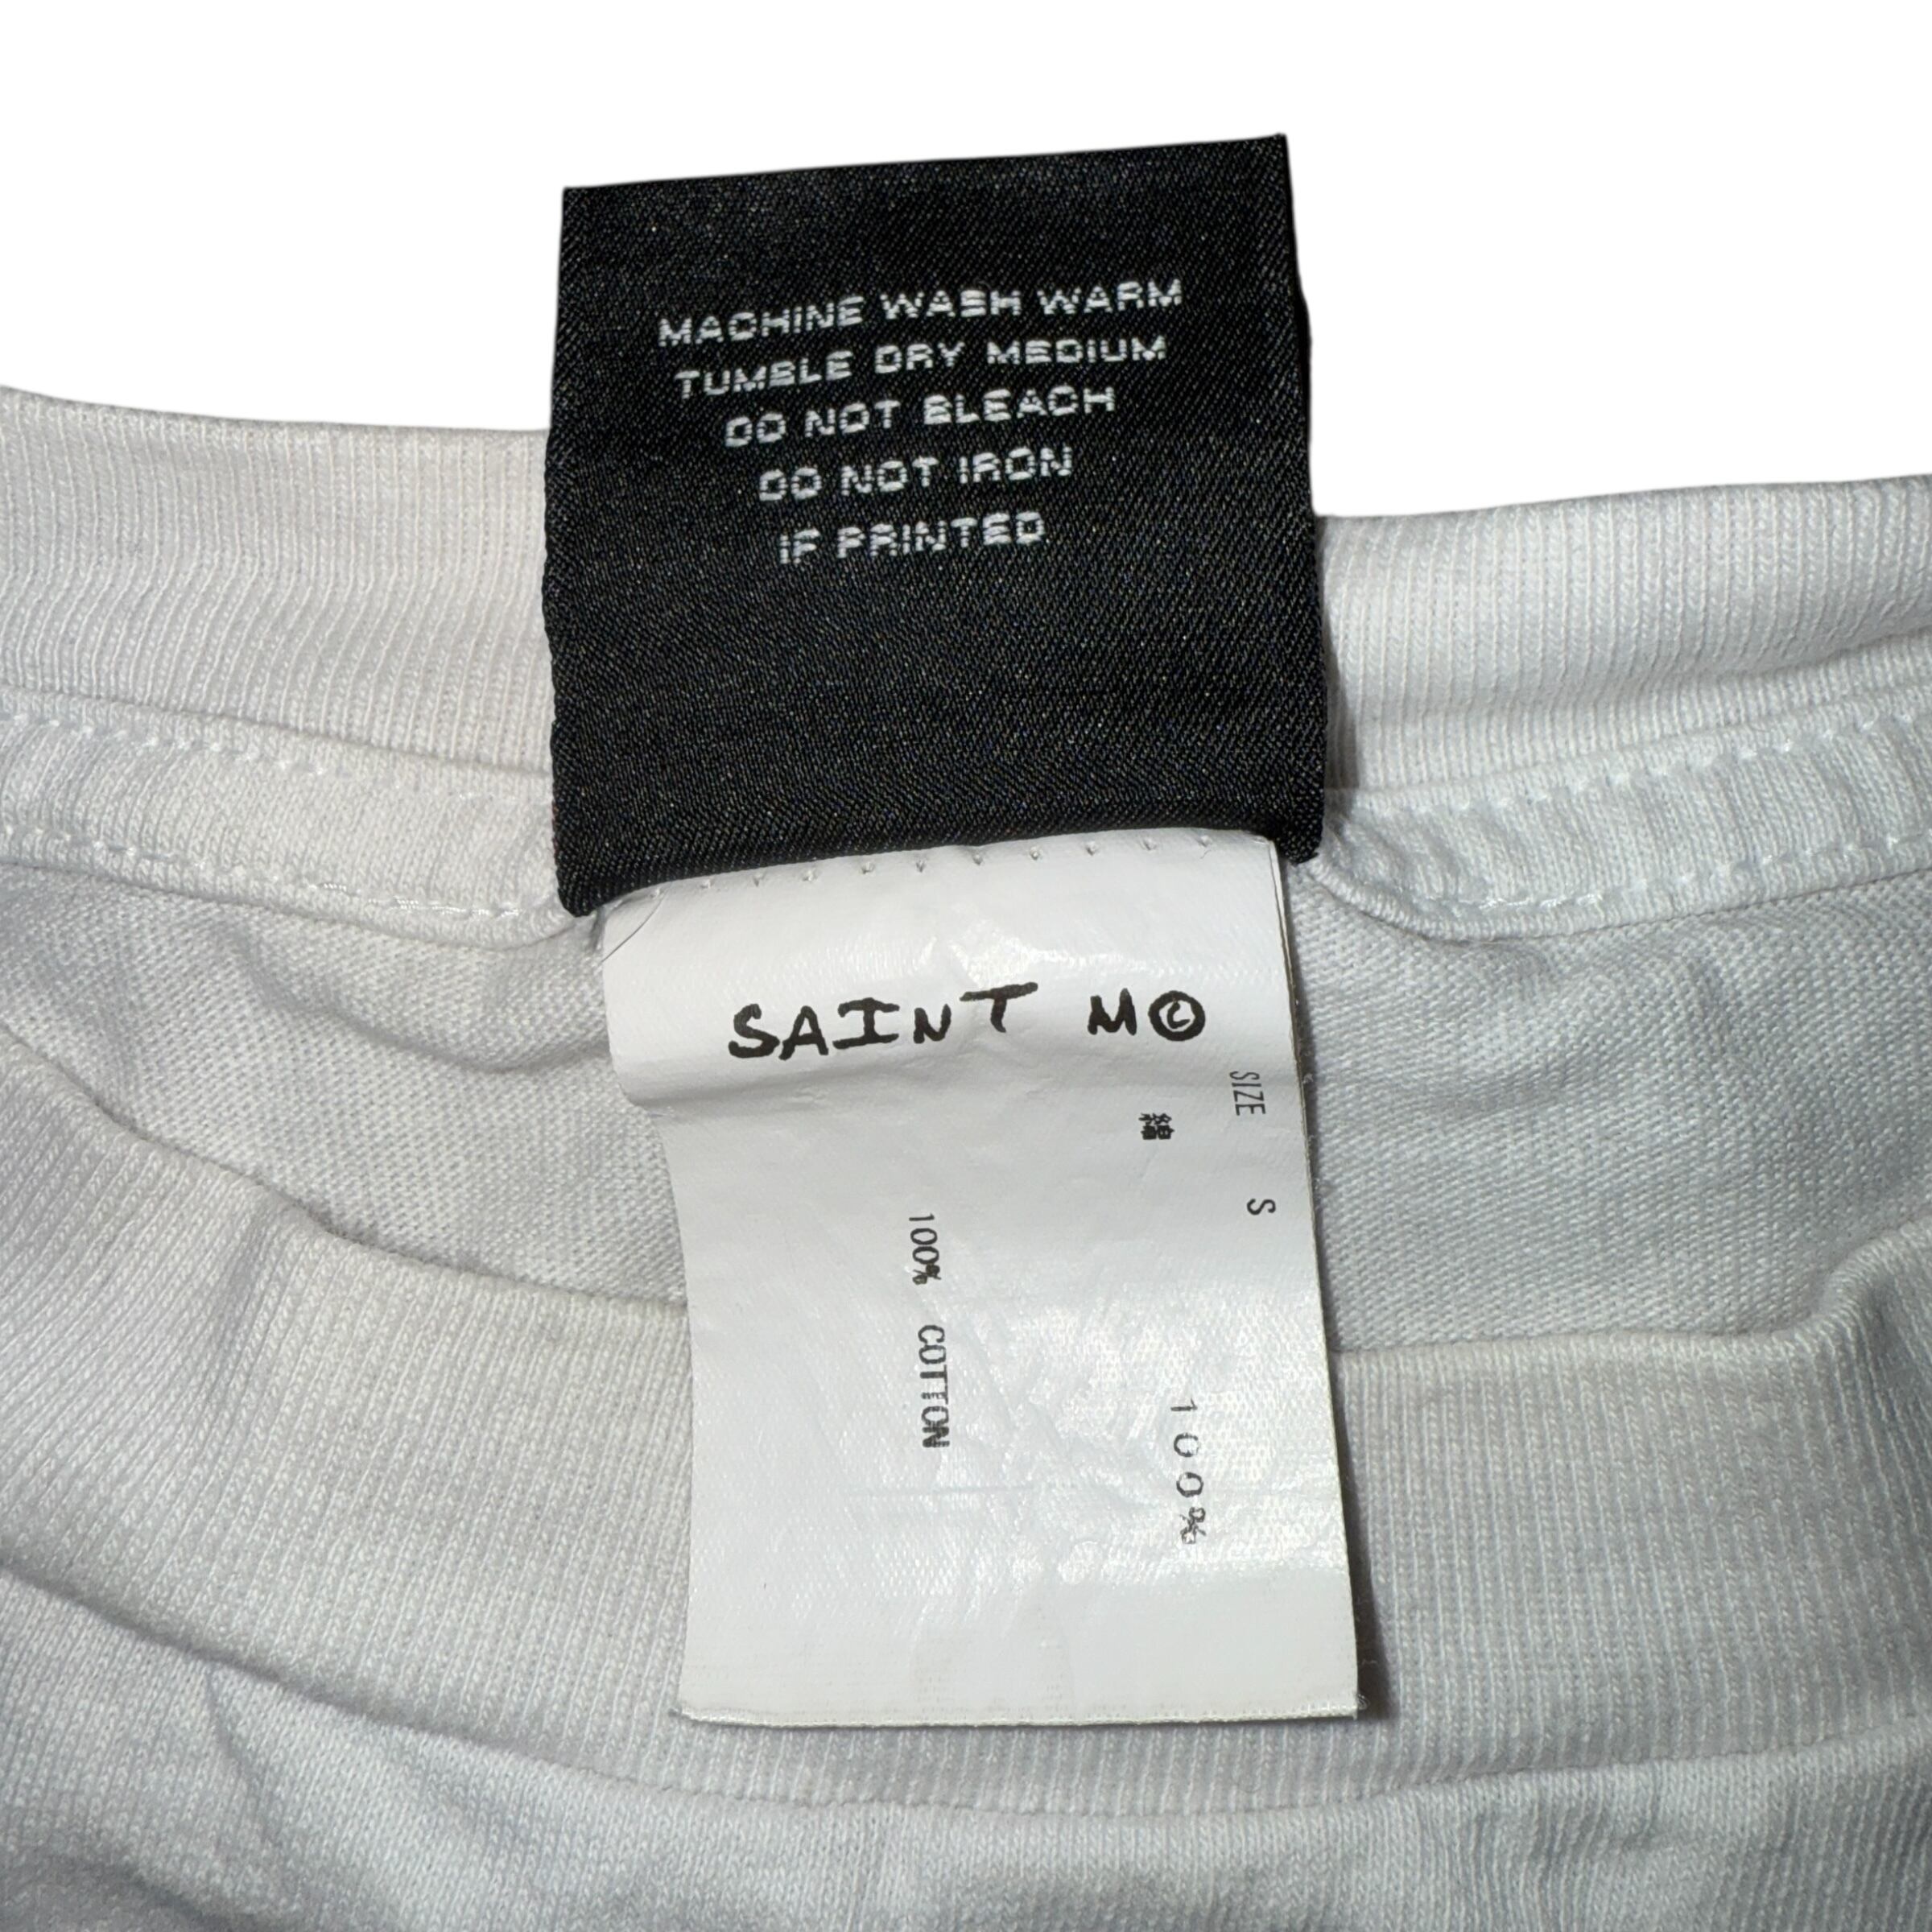 MACHINE WASH WARM
TUMBLE DRY MEDIUM
DO NOT BLEACH
DO NOT IRON
IF PRINTED
SAINT M©
SIZE S
綿 100%
100% COTTON